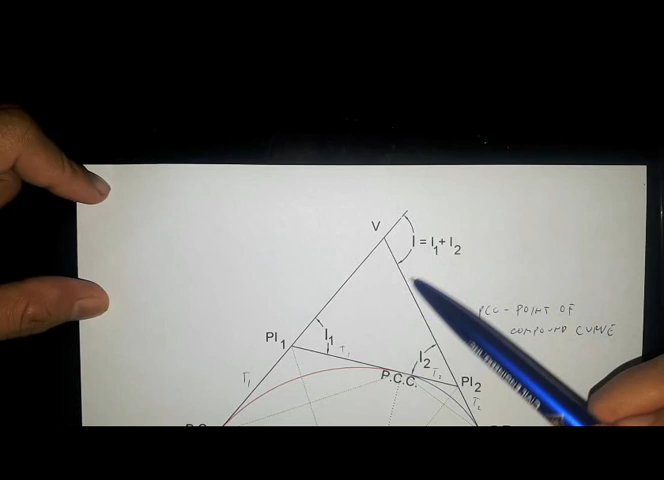 V
I = I₁ + I₂
PCC - POINT OF
COMPOUND CURVE
PI₁
I₁
T₁
I₂
T₁
P.C.C.
T₂
PI₂
T₂